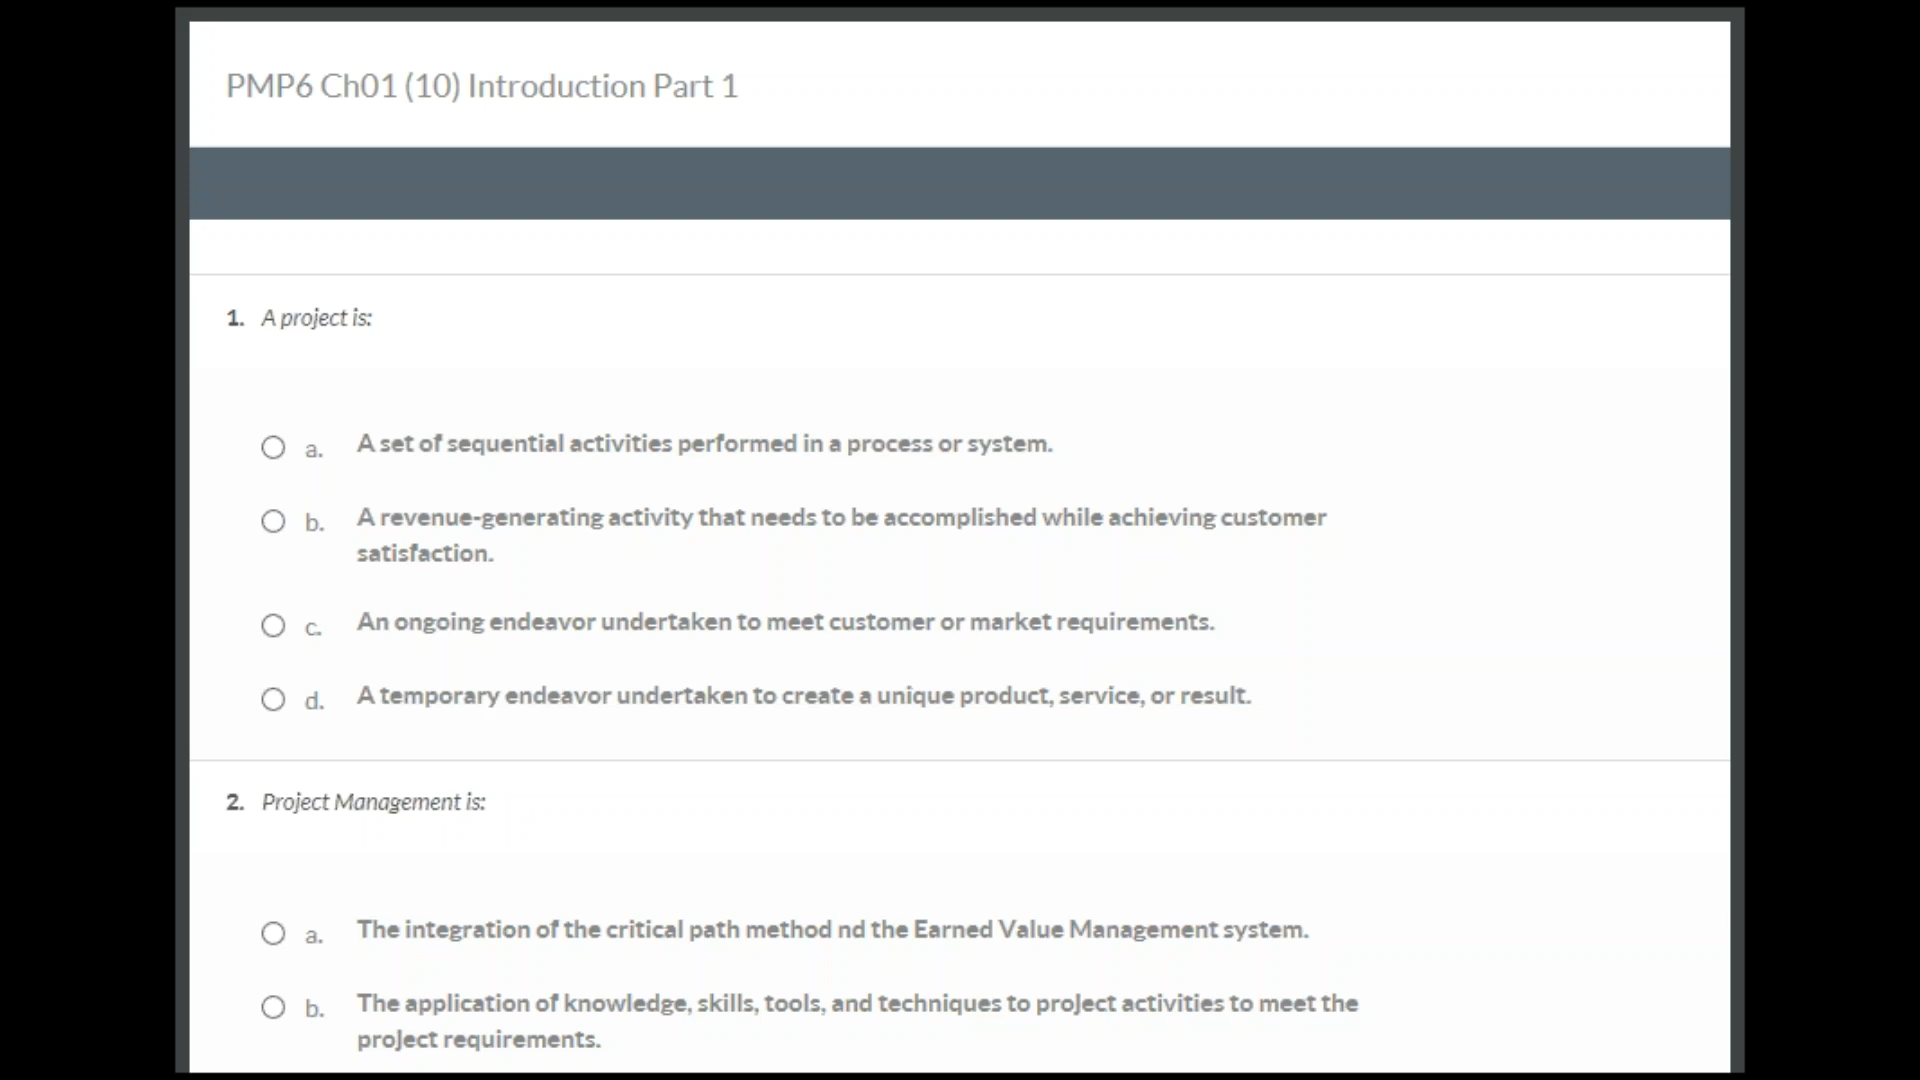 PMP6 Ch01 (10) Introduction Part 1
1. A project is:
a. A set of sequential activities performed in a process or system.
b. A revenue-generating activity that needs to be accomplished while achieving customer
satisfaction.
c. An ongoing endeavor undertaken to meet customer or market requirements.
d. A temporary endeavor undertaken to create a unique product, service, or result.
2. Project Management is:
a. The integration of the critical path method nd the Earned Value Management system.
b. The application of knowledge, skills, tools, and techniques to project activities to meet the
project requirements.